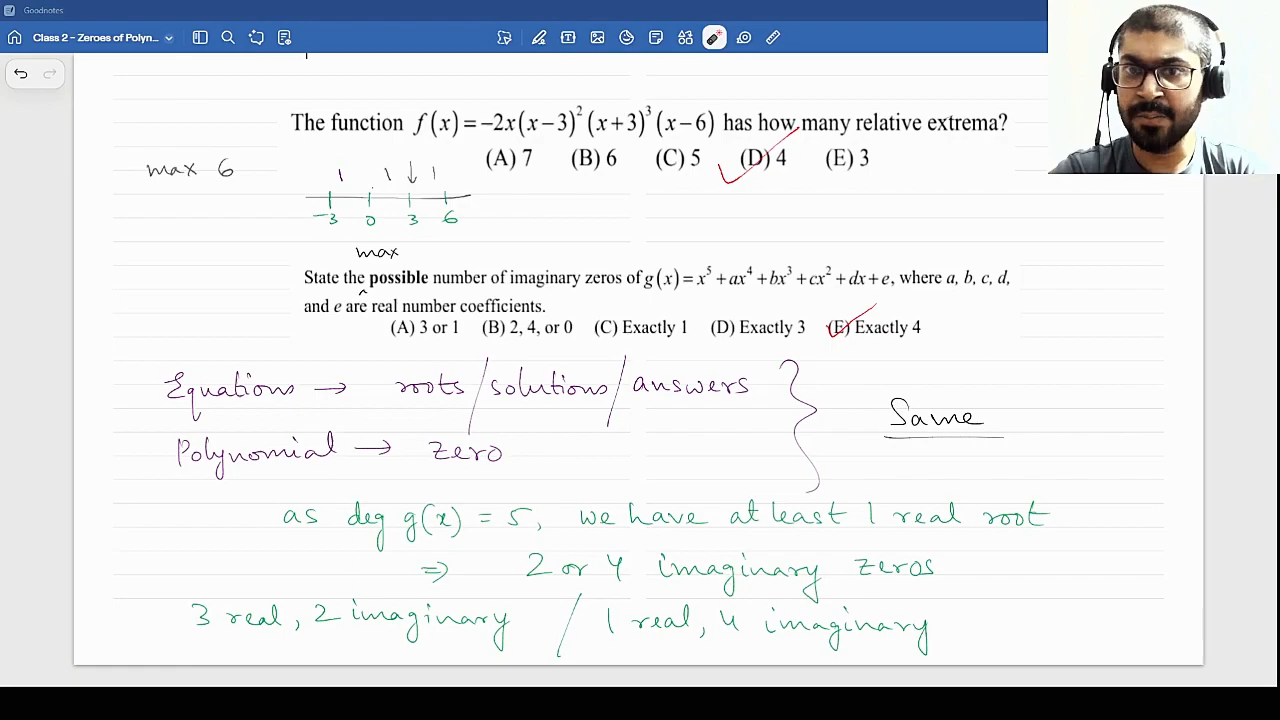 Goodnotes
Class 2 – Zeroes of Polyn...
The function f(x) = −2x(x−3)²(x+3)³(x−6) has how many relative extrema?
(A) 7 (B) 6 (C) 5 (D) 4 (E) 3
max 6
1 1 ↓ 1
−3 0 3 6
max
State the possible number of imaginary zeros of g(x) = x⁵ + ax⁴ + bx³ + cx² + dx + e, where a, b, c, d,
and e are real number coefficients.
(A) 3 or 1 (B) 2, 4, or 0 (C) Exactly 1 (D) Exactly 3 (E) Exactly 4
Equations → roots / solutions / answers
Same
Polynomial → zero
as deg g(x) = 5, we have at least 1 real root
⇒ 2 or 4 imaginary zeros
3 real, 2 imaginary / 1 real, 4 imaginary